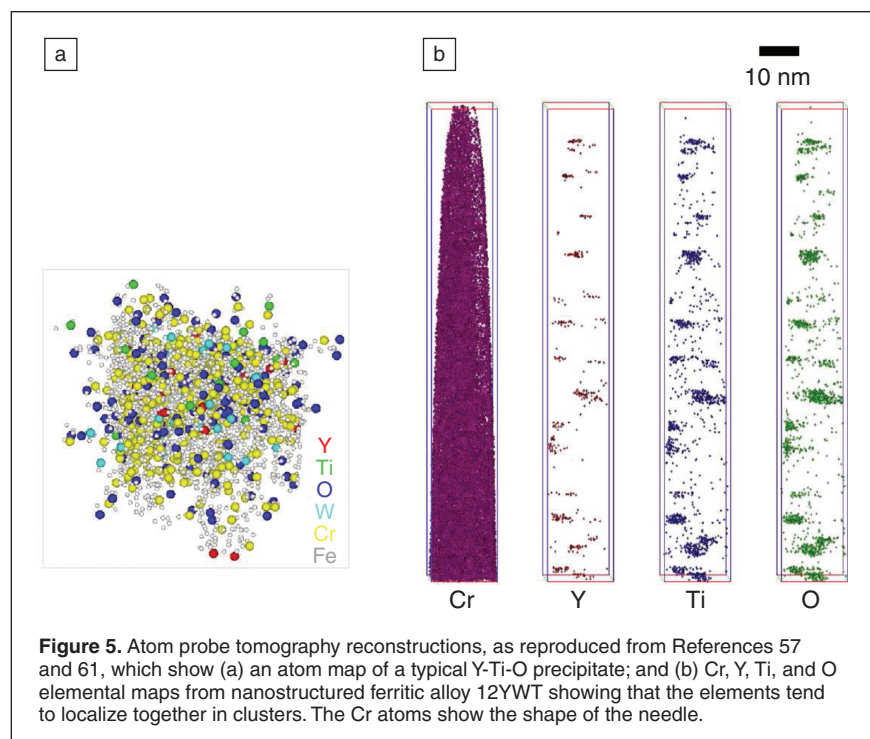 a
b
10 nm
Y
Ti
O
W
Cr
Fe
Cr
Y
Ti
O
Figure 5. Atom probe tomography reconstructions, as reproduced from References 57
and 61, which show (a) an atom map of a typical Y-Ti-O precipitate; and (b) Cr, Y, Ti, and O
elemental maps from nanostructured ferritic alloy 12YWT showing that the elements tend
to localize together in clusters. The Cr atoms show the shape of the needle.